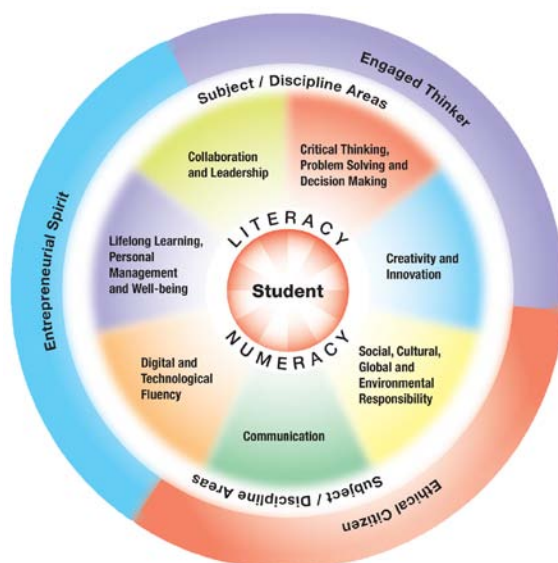 Engaged Thinker
Subject / Discipline Areas
Collaboration
and Leadership
Critical Thinking,
Problem Solving and
Decision Making
Entrepreneurial Spirit
Lifelong Learning,
Personal
Management
and Well-being
LITERACY
Student
NUMERACY
Creativity and
Innovation
Digital and
Technological
Fluency
Social, Cultural,
Global and
Environmental
Responsibility
Communication
Subject / Discipline Areas
Ethical Citizen